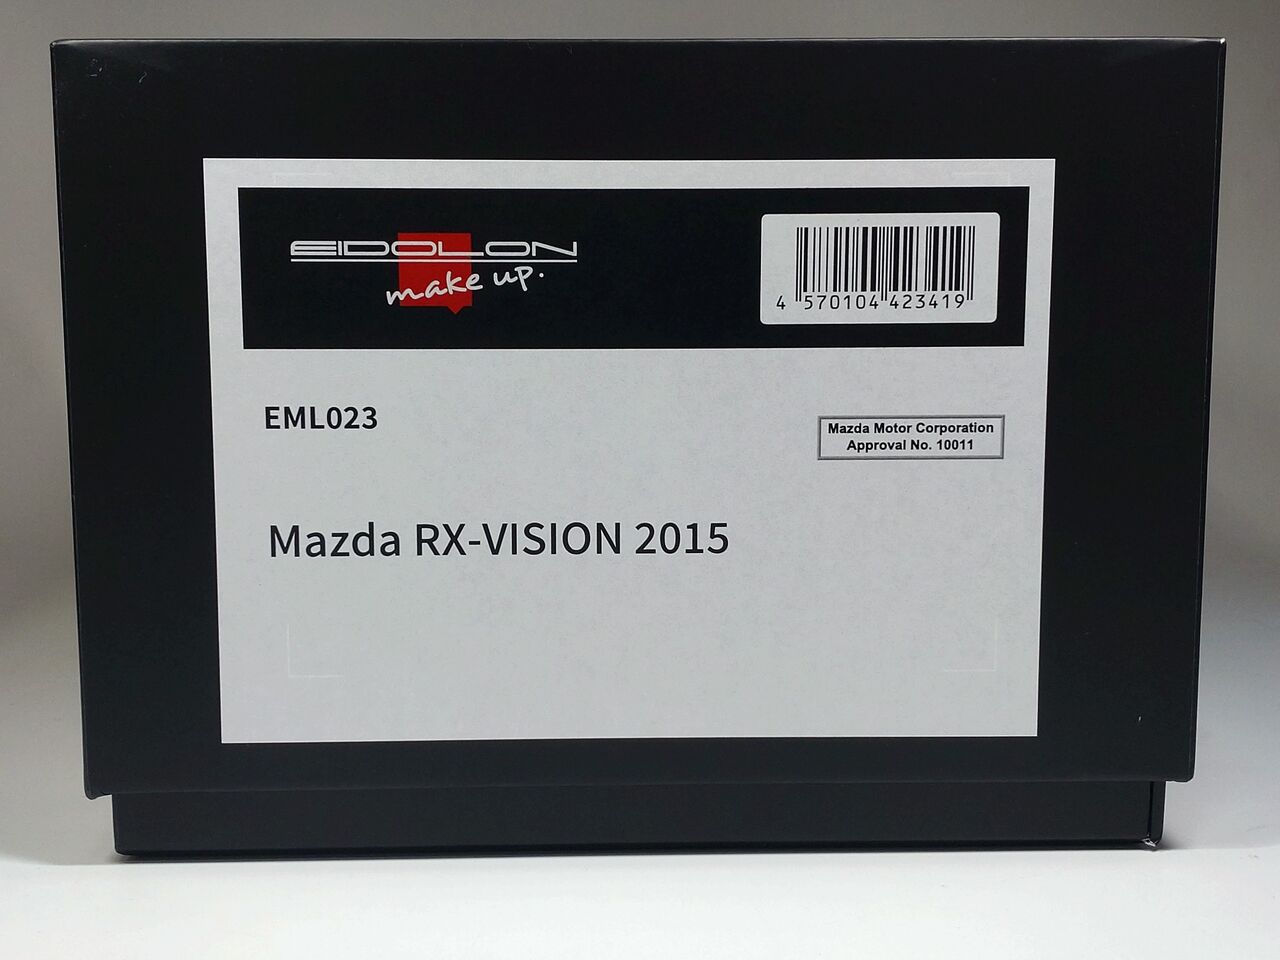 EIDOLON
make up.
4 570104 423419
EML023
Mazda Motor Corporation
Approval No. 10011
Mazda RX-VISION 2015